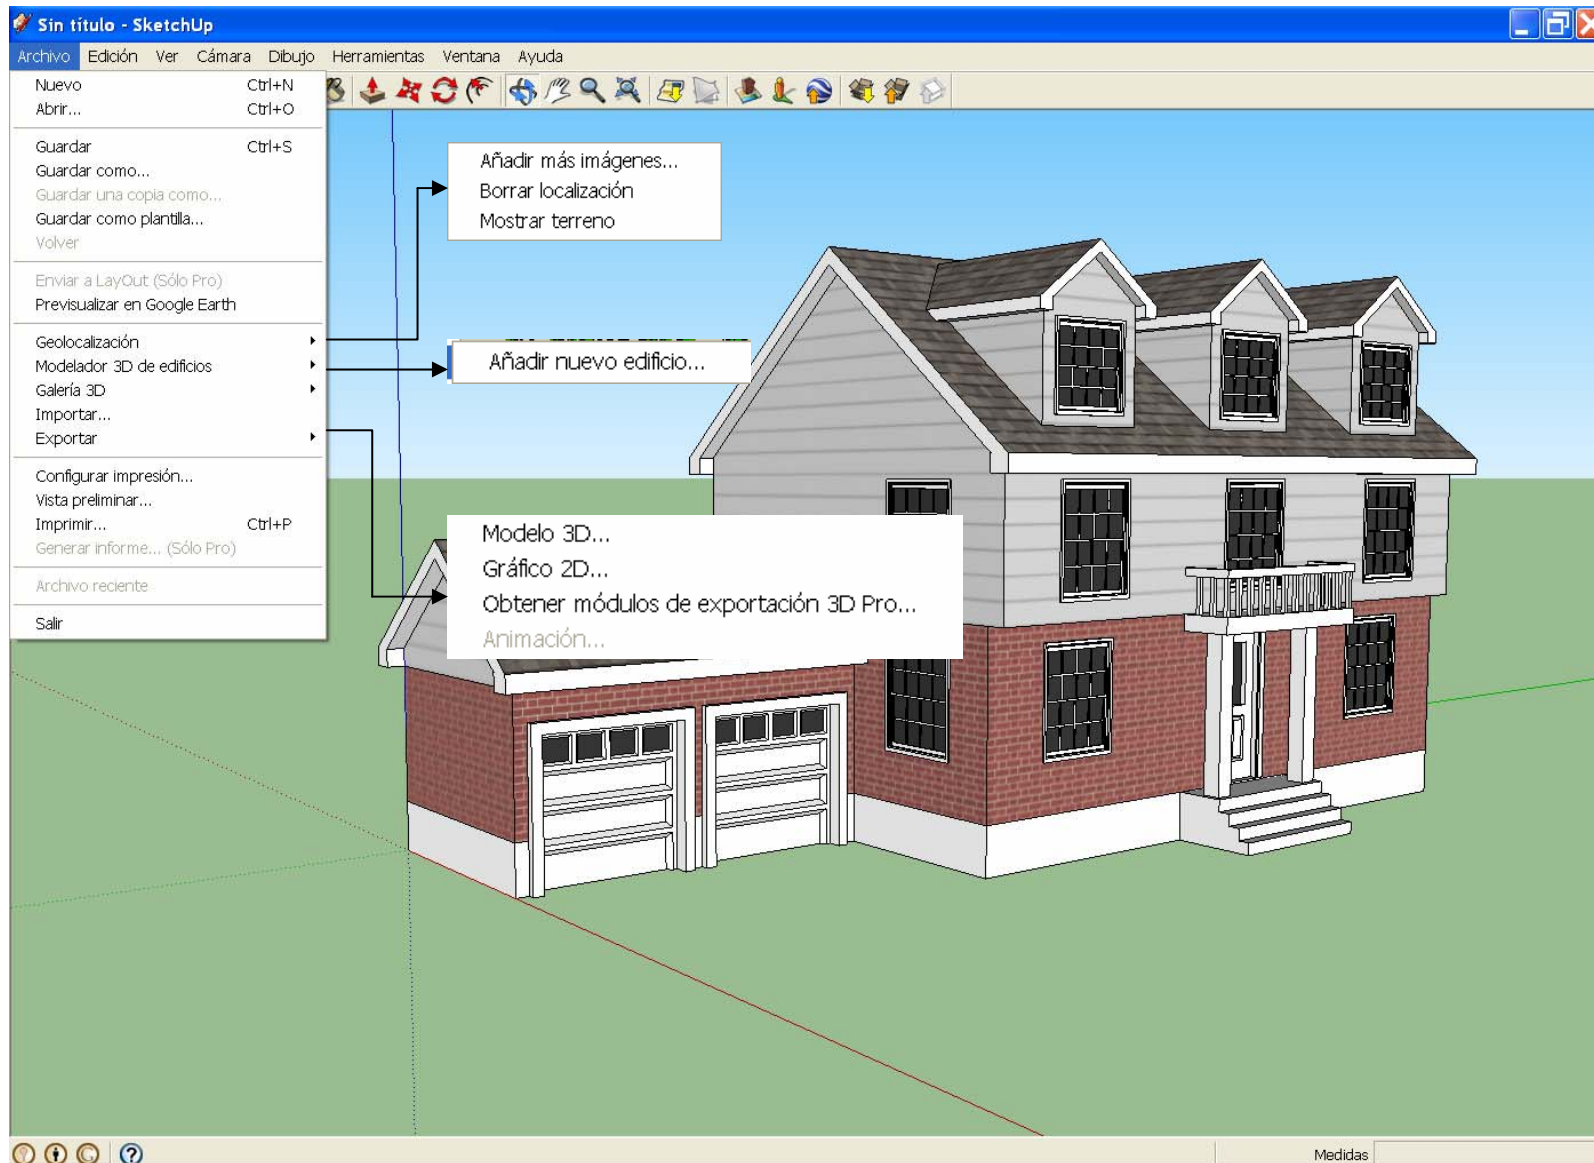 Sin título - SketchUp
Archivo Edición Ver Cámara Dibujo Herramientas Ventana Ayuda
Nuevo Ctrl+N
Abrir... Ctrl+O
Guardar Ctrl+S
Guardar como...
Guardar una copia como...
Guardar como plantilla...
Volver
Enviar a LayOut (Sólo Pro)
Previsualizar en Google Earth
Geolocalización
Modelador 3D de edificios
Galería 3D
Importar...
Exportar
Configurar impresión...
Vista preliminar...
Imprimir... Ctrl+P
Generar informe... (Sólo Pro)
Archivo reciente
Salir
Añadir más imágenes...
Borrar localización
Mostrar terreno
Añadir nuevo edificio...
Modelo 3D...
Gráfico 2D...
Obtener módulos de exportación 3D Pro...
Animación...
Medidas